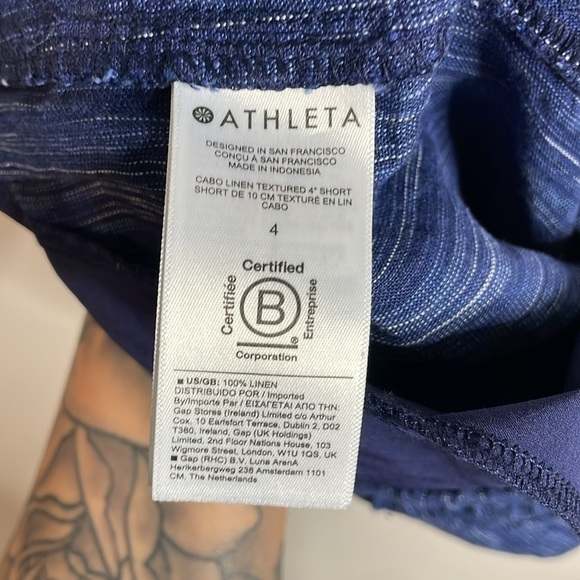 ATHLETA
DESIGNED IN SAN FRANCISCO
CONÇU À SAN FRANCISCO
MADE IN INDONESIA
CABO LINEN TEXTURED 4" SHORT
SHORT DE 10 CM TEXTURÉ EN LIN
CABO
4
Certified
Certifiée
B
Entreprise
®
Corporation
US/GB: 100% LINEN
DISTRIBUIDO POR / Imported
By/Importe Par / ΕΙΣΑΓΕΤΑΙ ΑΠΟ ΤΗΝ:
Gap Stores (Ireland) Limited c/o Arthur
Cox, 10 Earlsfort Terrace, Dublin 2, D02
T380, Ireland, Gap (UK Holdings)
Limited, 2nd Floor Nations House, 103
Wigmore Street, London, W1U 1QS, UK
Gap (RHC) B.V. Luna ArenA
Herikerbergweg 238 Amsterdam 1101
CM. The Netherlands